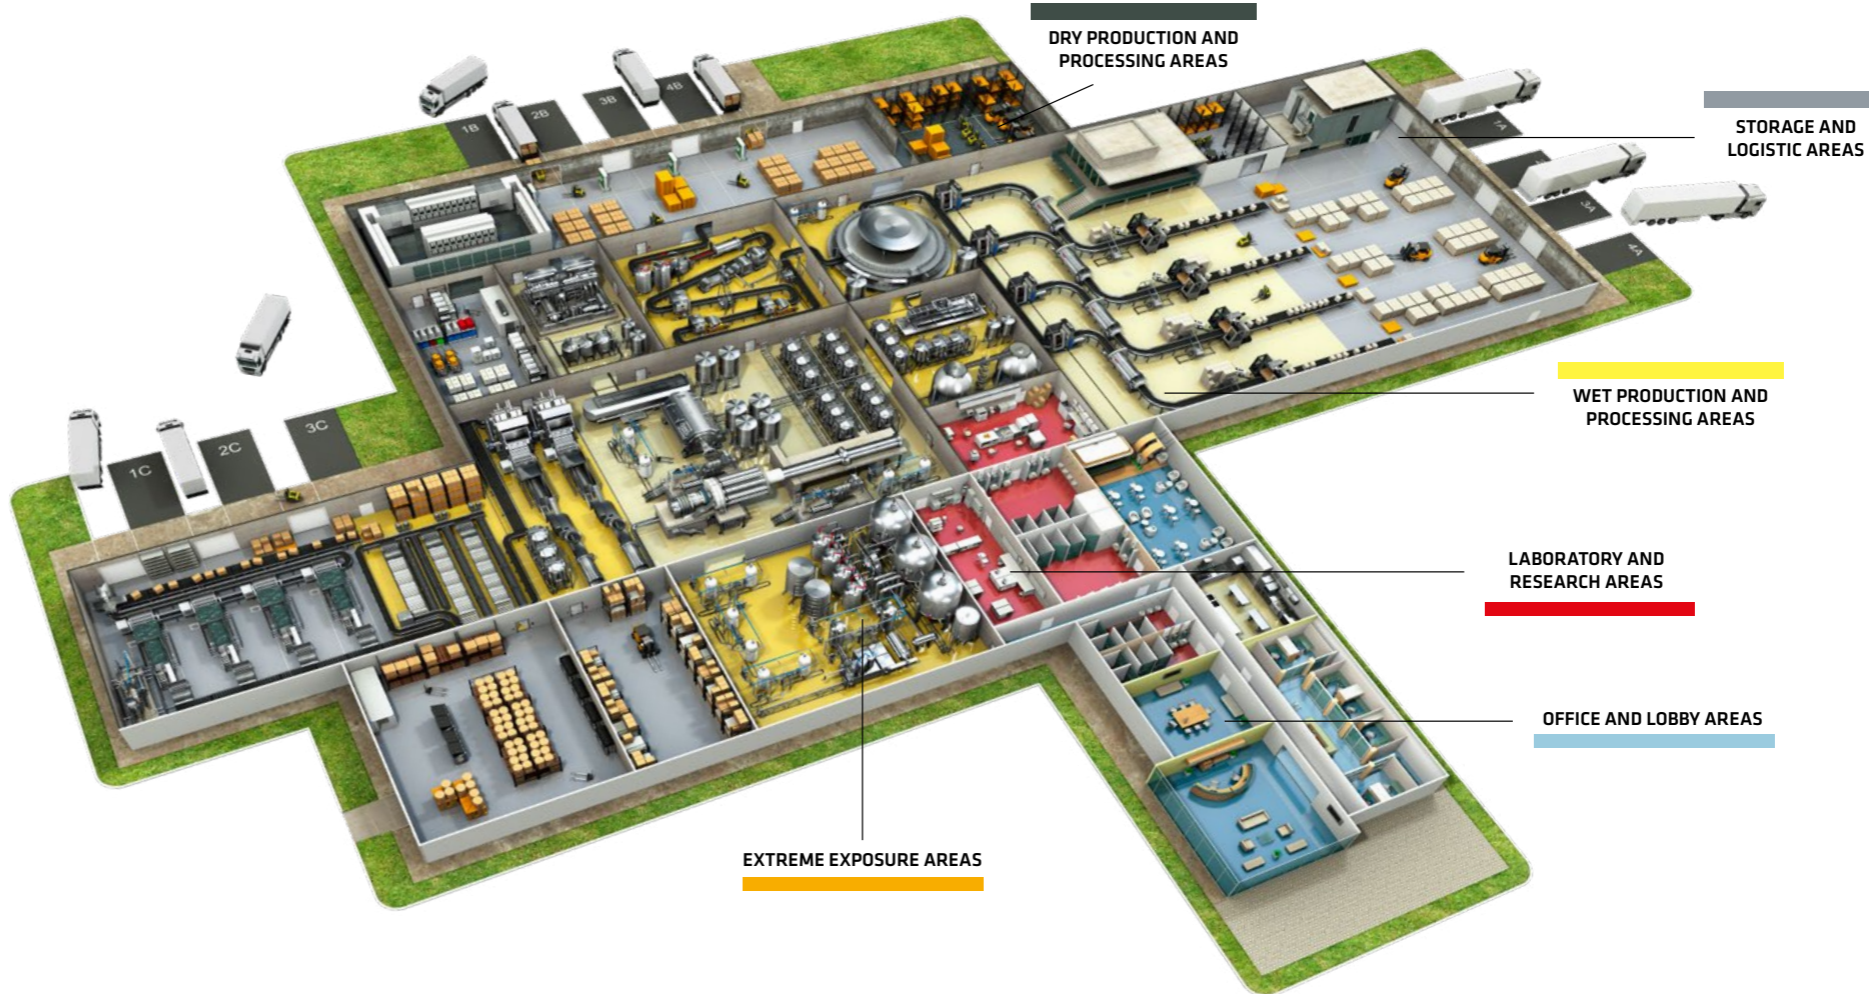 DRY PRODUCTION AND
PROCESSING AREAS
STORAGE AND
LOGISTIC AREAS
1B
2B
3B
4B
1A
3A
4A
WET PRODUCTION AND
PROCESSING AREAS
1C
2C
3C
LABORATORY AND
RESEARCH AREAS
OFFICE AND LOBBY AREAS
EXTREME EXPOSURE AREAS